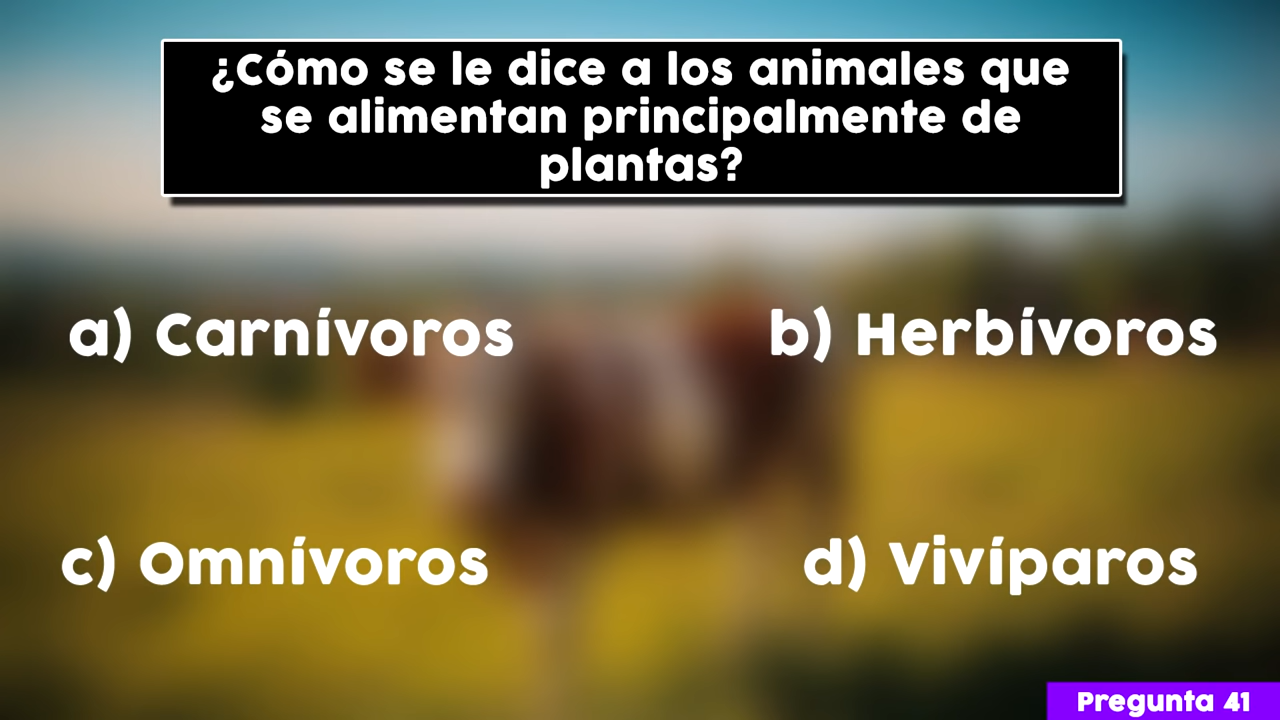 ¿Cómo se le dice a los animales que
se alimentan principalmente de
plantas?
a) Carnívoros
b) Herbívoros
c) Omnívoros
d) Vivíparos
Pregunta 41